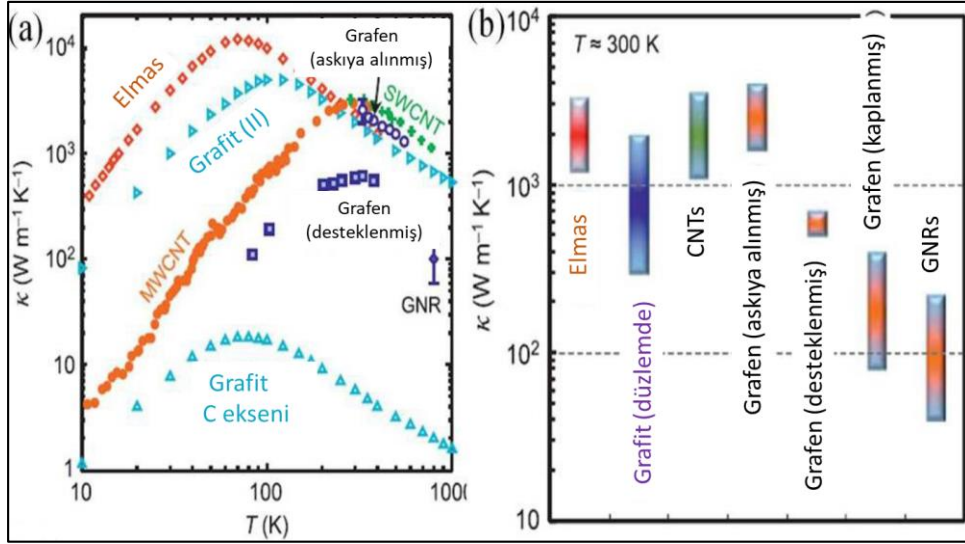 (a)
10⁴
10³
10²
10
1
κ (W m⁻¹ K⁻¹)
Elmas
Grafit (II)
MWCNT
Grafen
(askıya alınmış)
SWCNT
Grafen
(desteklenmiş)
GNR
Grafit
C ekseni
10
100
1000
T (K)
(b)
T ≈ 300 K
10⁴
10³
10²
10
κ (W m⁻¹ K⁻¹)
Elmas
Grafit (düzlemde)
CNTs
Grafen (askıya alınmış)
Grafen (desteklenmiş)
Grafen (kaplanmış)
GNRs